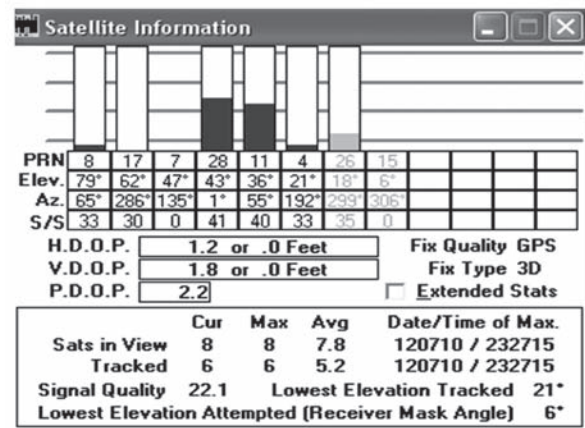 Satellite Information
PRN 8 17 7 28 11 4 26 15
Elev. 79° 62° 47° 43° 36° 21° 18° 6°
Az. 65° 286° 135° 1° 55° 192° 299° 306°
S/S 33 30 0 41 40 33 35 0
H.D.O.P. 1.2 or .0 Feet Fix Quality GPS
V.D.O.P. 1.8 or .0 Feet Fix Type 3D
P.D.O.P. 2.2 Extended Stats
Cur Max Avg Date/Time of Max.
Sats in View 8 8 7.8 120710 / 232715
Tracked 6 6 5.2 120710 / 232715
Signal Quality 22.1 Lowest Elevation Tracked 21°
Lowest Elevation Attempted (Receiver Mask Angle) 6°